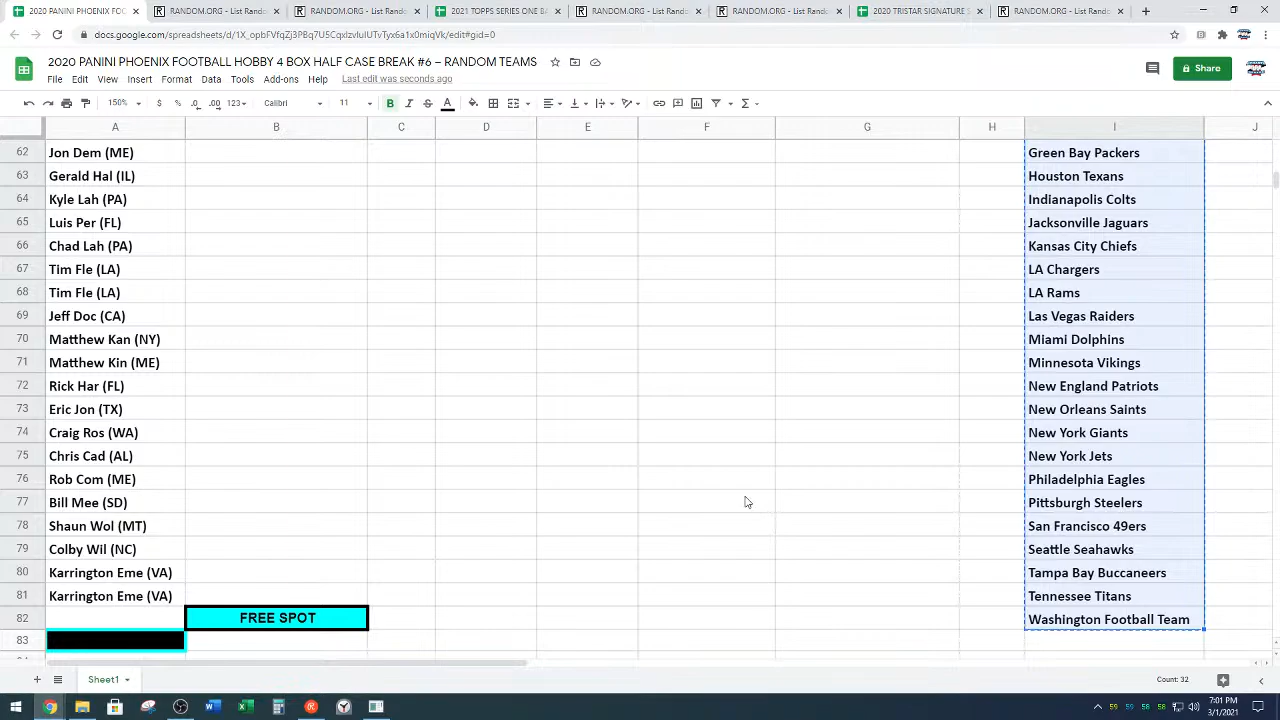 2020 PANINI PHOENIX FOC
RANDOM.ORG - List Rando
RANDOM.ORG - List Rando
2021 TOPPS SERIES ONE BA
RANDOM.ORG - List Rando
RANDOM.ORG - List Rando
2020 TRISTAR SIGNATURE S
RANDOM.ORG - List Rando
docs.google.com/spreadsheets/d/1X_opbFVfqZj3PBq7U5CqxlzvluIUTvTyx6a1x0miqVk/edit#gid=0
2020 PANINI PHOENIX FOOTBALL HOBBY 4 BOX HALF CASE BREAK #6 – RANDOM TEAMS
Share
File Edit View Insert Format Data Tools Add-ons Help Last edit was seconds ago
150% $ % .0 .00 123 Calibri 11 B I S A
A B C D E F G H I J
62 Jon Dem (ME) Green Bay Packers
63 Gerald Hal (IL) Houston Texans
64 Kyle Lah (PA) Indianapolis Colts
65 Luis Per (FL) Jacksonville Jaguars
66 Chad Lah (PA) Kansas City Chiefs
67 Tim Fle (LA) LA Chargers
68 Tim Fle (LA) LA Rams
69 Jeff Doc (CA) Las Vegas Raiders
70 Matthew Kan (NY) Miami Dolphins
71 Matthew Kin (ME) Minnesota Vikings
72 Rick Har (FL) New England Patriots
73 Eric Jon (TX) New Orleans Saints
74 Craig Ros (WA) New York Giants
75 Chris Cad (AL) New York Jets
76 Rob Com (ME) Philadelphia Eagles
77 Bill Mee (SD) Pittsburgh Steelers
78 Shaun Wol (MT) San Francisco 49ers
79 Colby Wil (NC) Seattle Seahawks
80 Karrington Eme (VA) Tampa Bay Buccaneers
81 Karrington Eme (VA) Tennessee Titans
82 FREE SPOT Washington Football Team
83
Sheet1
Count: 32
59 59 58 58
7:01 PM
3/1/2021